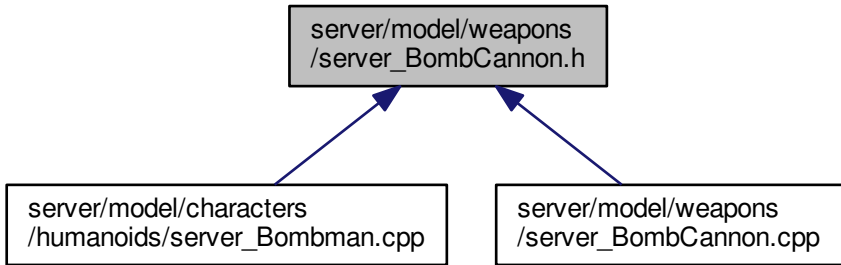 server/model/weapons
/server_BombCannon.h
server/model/characters
/humanoids/server_Bombman.cpp
server/model/weapons
/server_BombCannon.cpp